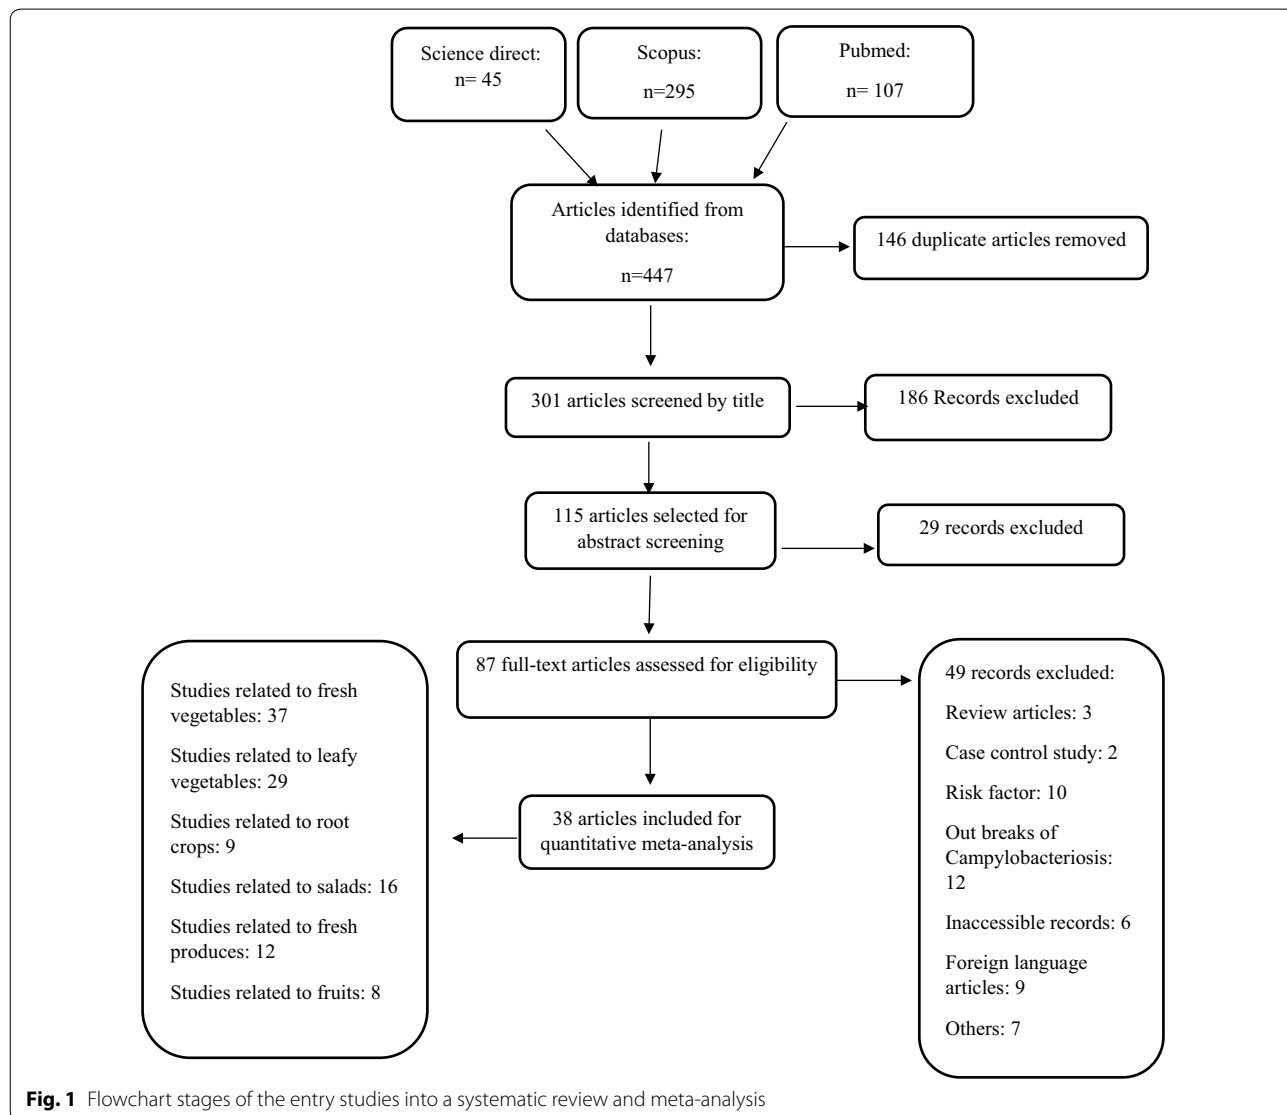 Science direct:
n= 45
Scopus:
n=295
Pubmed:
n= 107
Articles identified from
databases:
n=447
146 duplicate articles removed
301 articles screened by title
186 Records excluded
115 articles selected for
abstract screening
29 records excluded
87 full-text articles assessed for eligibility
49 records excluded:
Review articles: 3
Case control study: 2
Risk factor: 10
Out breaks of
Campylobacteriosis:
12
Inaccessible records: 6
Foreign language
articles: 9
Others: 7
38 articles included for
quantitative meta-analysis
Studies related to fresh
vegetables: 37
Studies related to leafy
vegetables: 29
Studies related to root
crops: 9
Studies related to salads: 16
Studies related to fresh
produces: 12
Studies related to fruits: 8
Fig. 1 Flowchart stages of the entry studies into a systematic review and meta-analysis